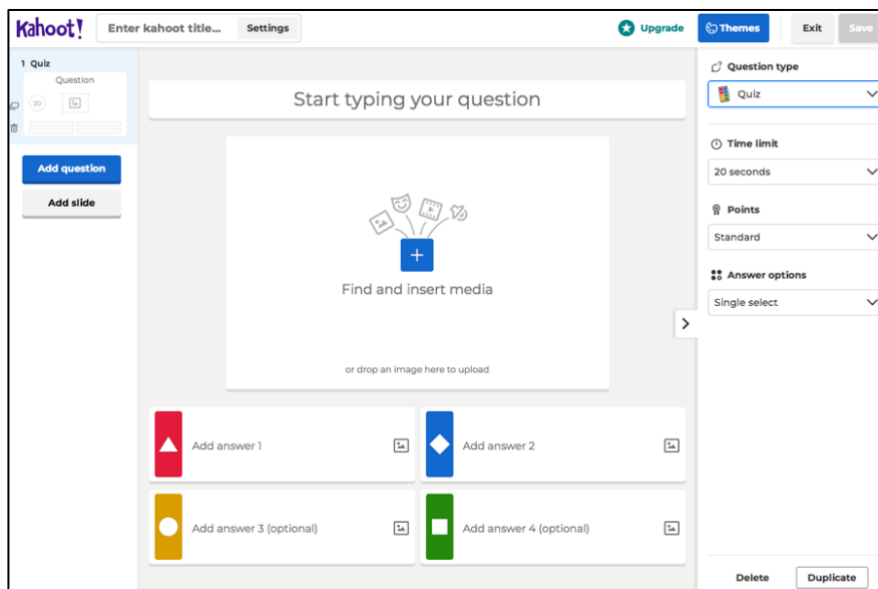 Kahoot!
Enter kahoot title...
Settings
Upgrade
Themes
Exit
Save
1 Quiz
Question
20
Add question
Add slide
Start typing your question
Find and insert media
or drop an image here to upload
Add answer 1
Add answer 2
Add answer 3 (optional)
Add answer 4 (optional)
Question type
Quiz
Time limit
20 seconds
Points
Standard
Answer options
Single select
Delete
Duplicate